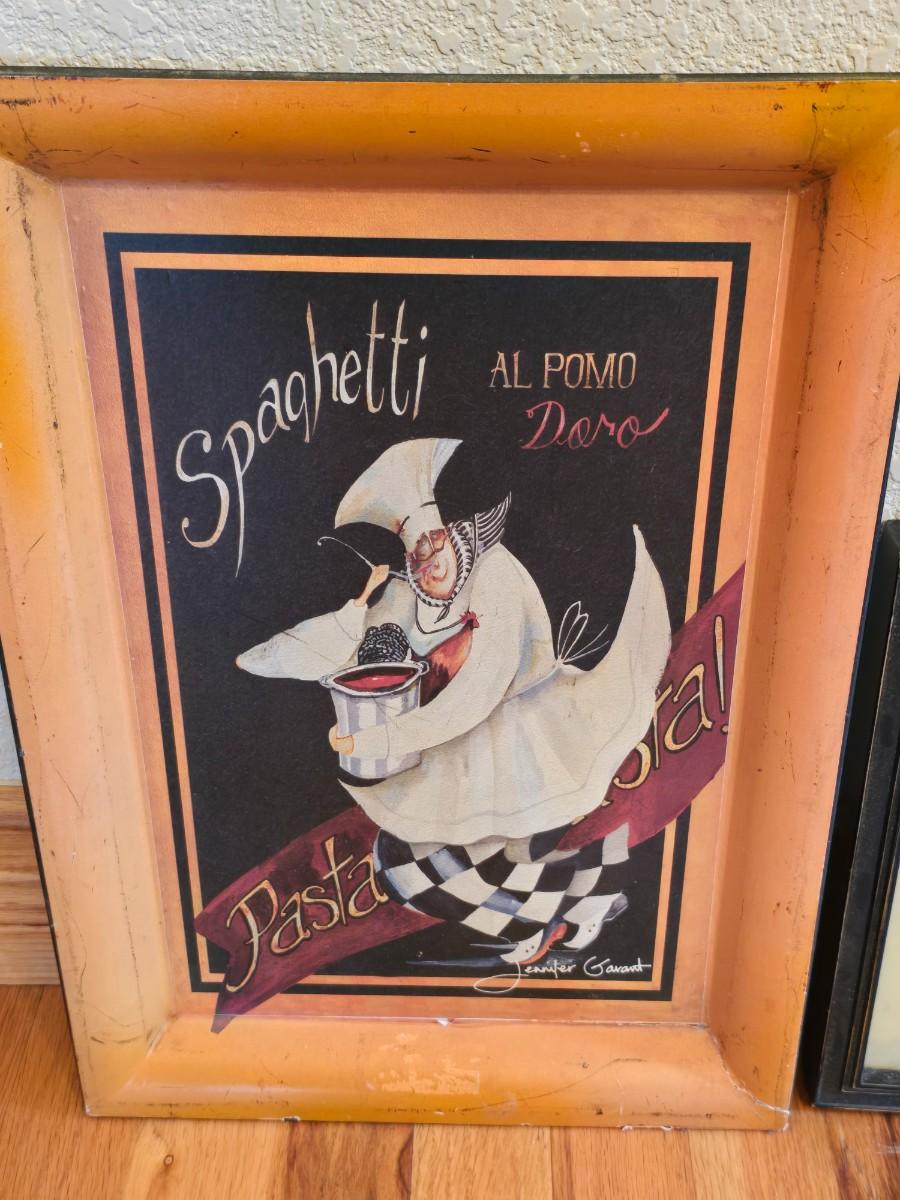 Spaghetti
AL POMO
Doro
Pasta
Jennifer Garant